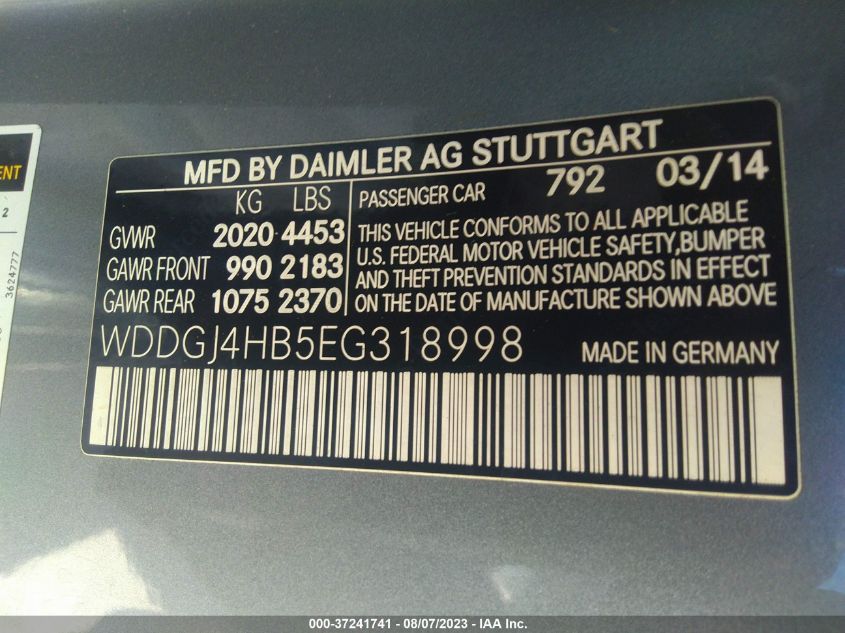 MFD BY DAIMLER AG STUTTGART
KG LBS
GVWR 2020 4453
GAWR FRONT 990 2183
GAWR REAR 1075 2370
PASSENGER CAR 792 03/14
THIS VEHICLE CONFORMS TO ALL APPLICABLE
U.S. FEDERAL MOTOR VEHICLE SAFETY,BUMPER
AND THEFT PREVENTION STANDARDS IN EFFECT
ON THE DATE OF MANUFACTURE SHOWN ABOVE
WDDGJ4HB5EG318998 MADE IN GERMANY
2
3624777
000-37241741 - 08/07/2023 - IAA Inc.